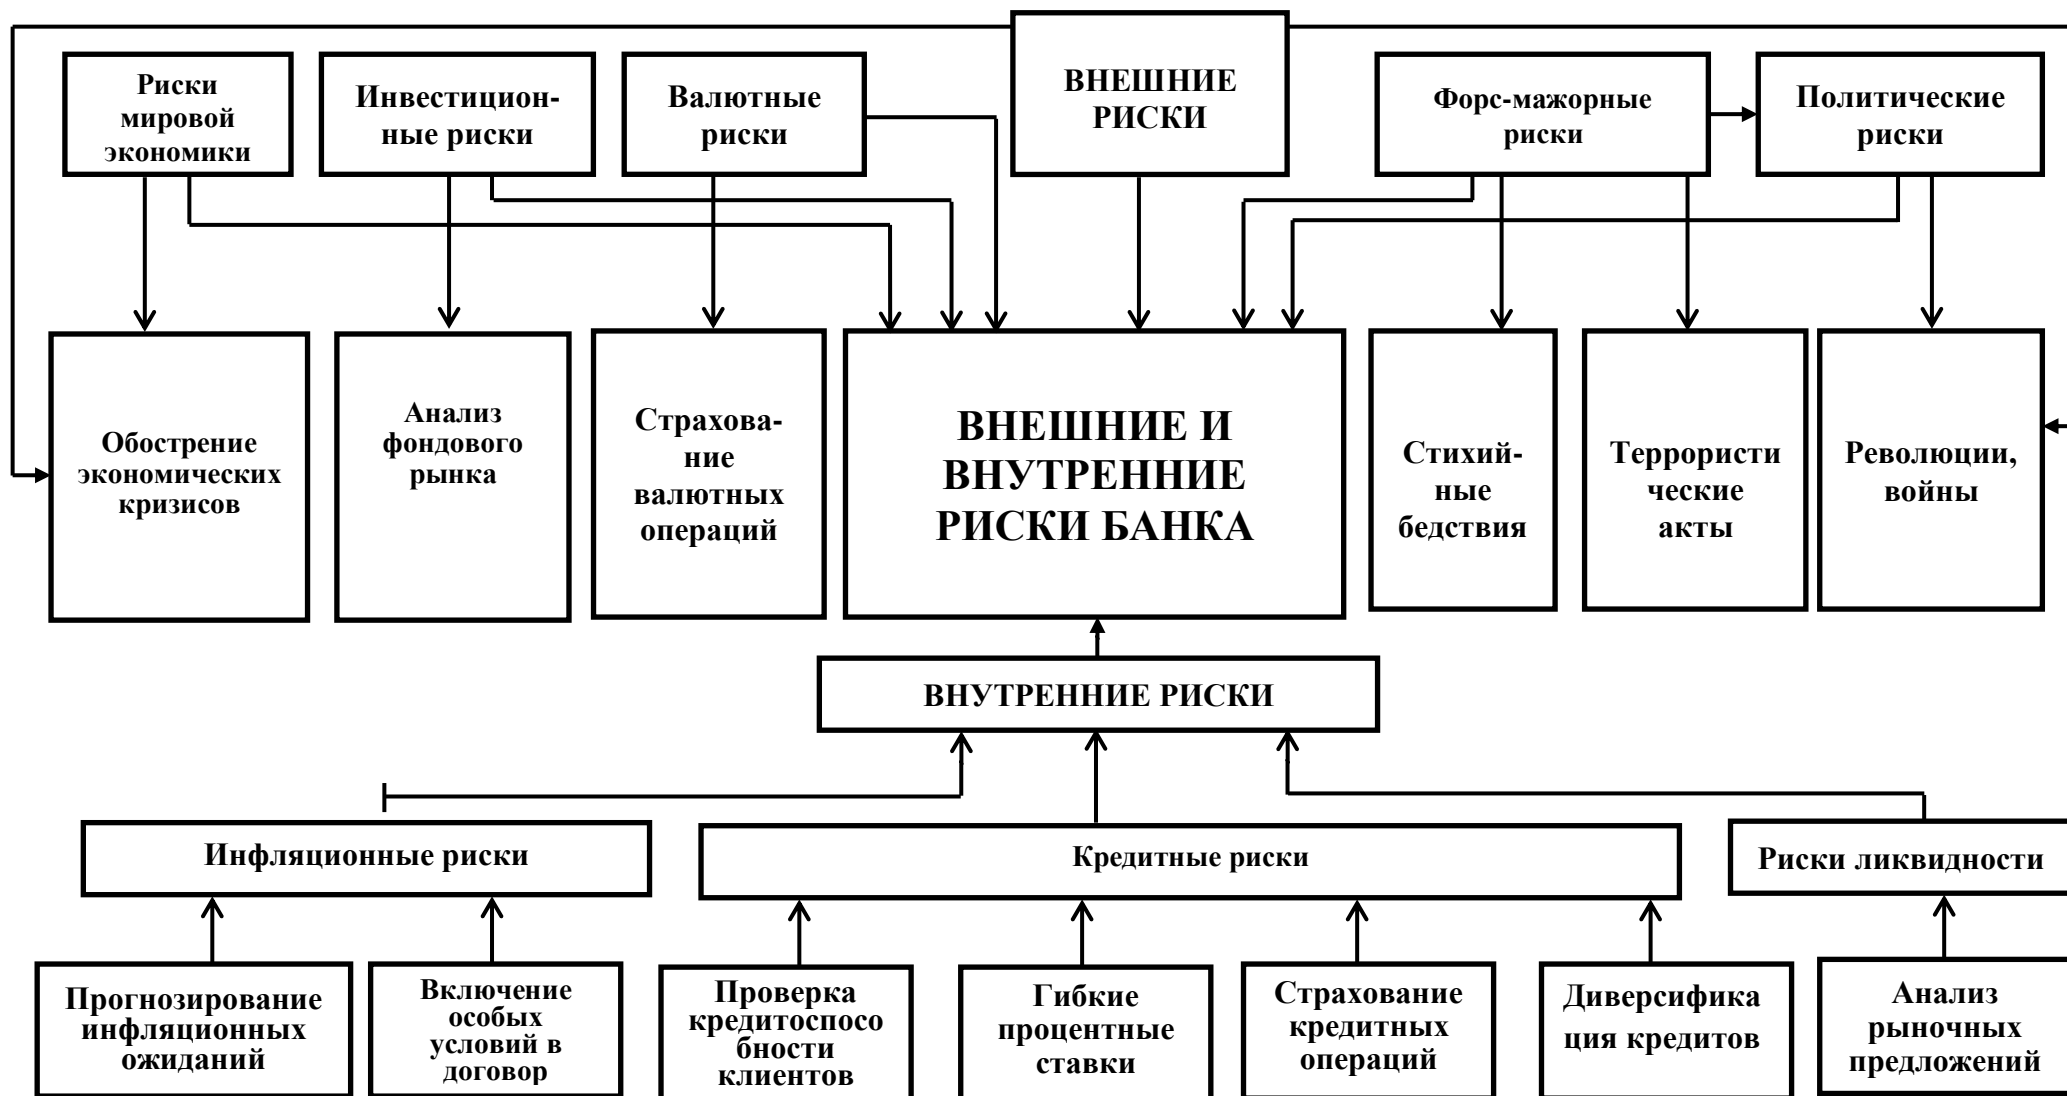 Риски
мировой
экономики
Инвестицион-
ные риски
Валютные
риски
ВНЕШНИЕ
РИСКИ
Форс-мажорные
риски
Политические
риски
Обострение
экономических
кризисов
Анализ
фондового
рынка
Страхова-
ние
валютных
операций
ВНЕШНИЕ И
ВНУТРЕННИЕ
РИСКИ БАНКА
Стихий-
ные
бедствия
Террористи
ческие
акты
Революции,
войны
ВНУТРЕННИЕ РИСКИ
Инфляционные риски
Кредитные риски
Риски ликвидности
Прогнозирование
инфляционных
ожиданий
Включение
особых
условий в
договор
Проверка
кредитоспосо
бности
клиентов
Гибкие
процентные
ставки
Страхование
кредитных
операций
Диверсифика
ция кредитов
Анализ
рыночных
предложений